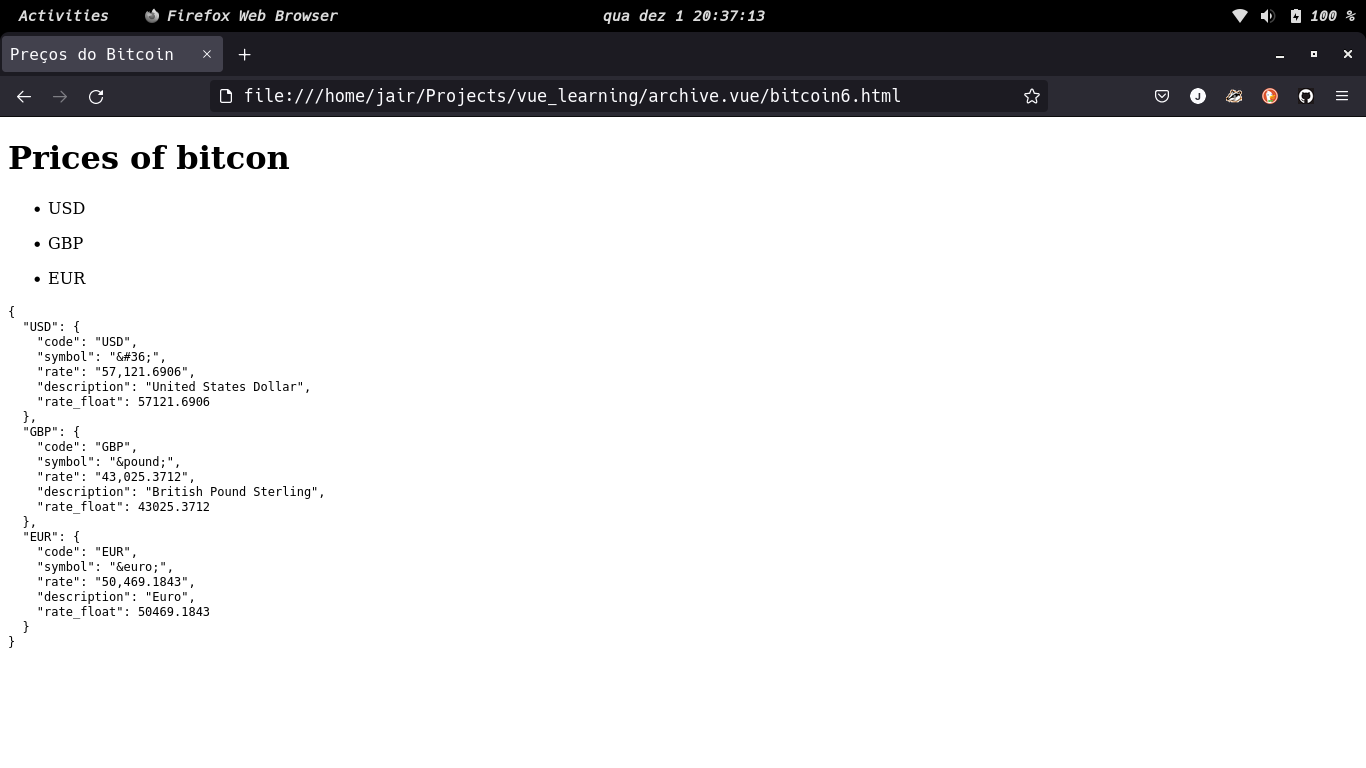 Activities Firefox Web Browser qua dez 1 20:37:13 100 %
Preços do Bitcoin
file:///home/jair/Projects/vue_learning/archive.vue/bitcoin6.html J
Prices of bitcon
• USD
• GBP
• EUR
{
  "USD": {
    "code": "USD",
    "symbol": "&#36;",
    "rate": "57,121.6906",
    "description": "United States Dollar",
    "rate_float": 57121.6906
  },
  "GBP": {
    "code": "GBP",
    "symbol": "&pound;",
    "rate": "43,025.3712",
    "description": "British Pound Sterling",
    "rate_float": 43025.3712
  },
  "EUR": {
    "code": "EUR",
    "symbol": "&euro;",
    "rate": "50,469.1843",
    "description": "Euro",
    "rate_float": 50469.1843
  }
}